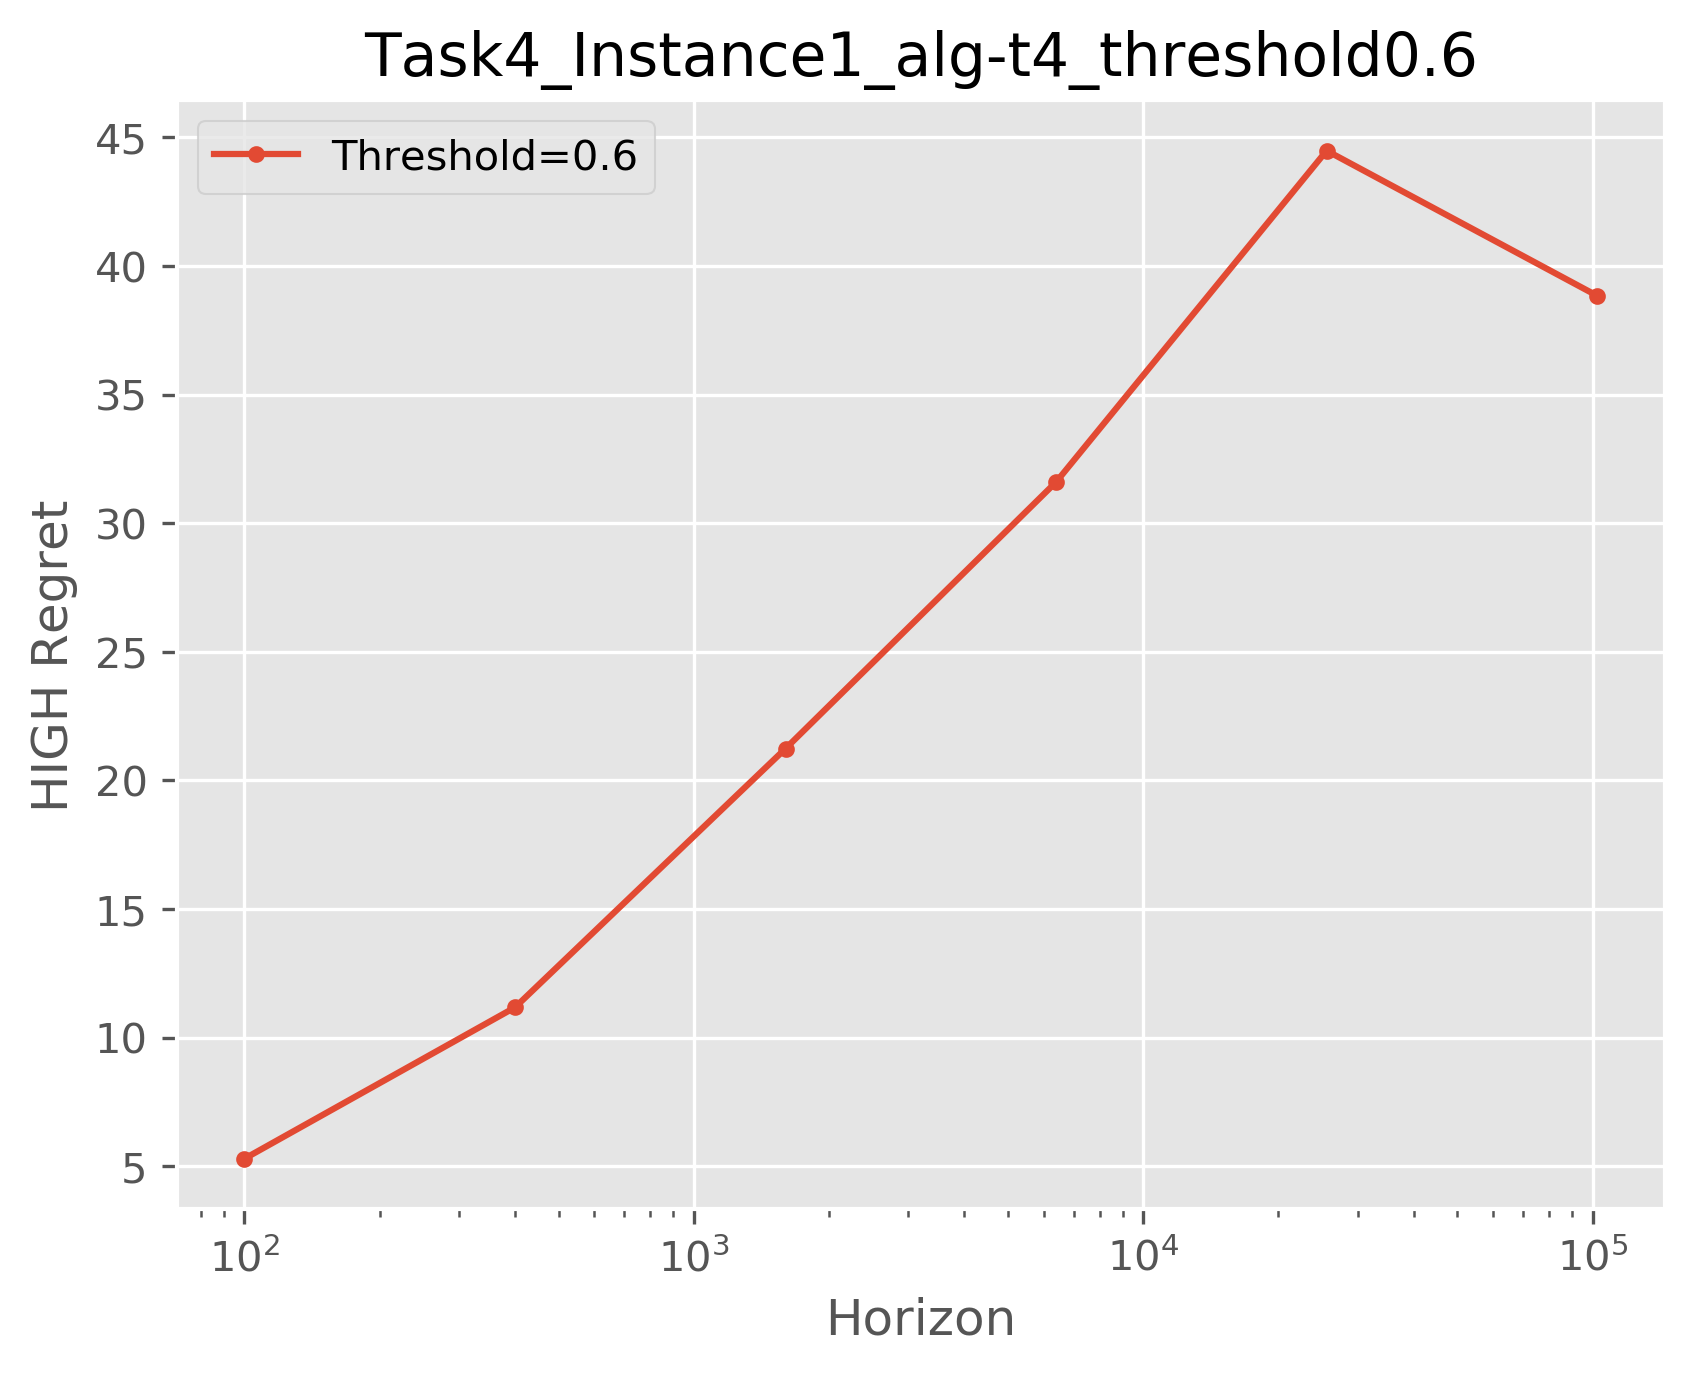 Task4_Instance1_alg-t4_threshold0.6
Threshold=0.6
HIGH Regret
45
40
35
30
25
20
15
10
5
10² 10³ 10⁴ 10⁵
Horizon